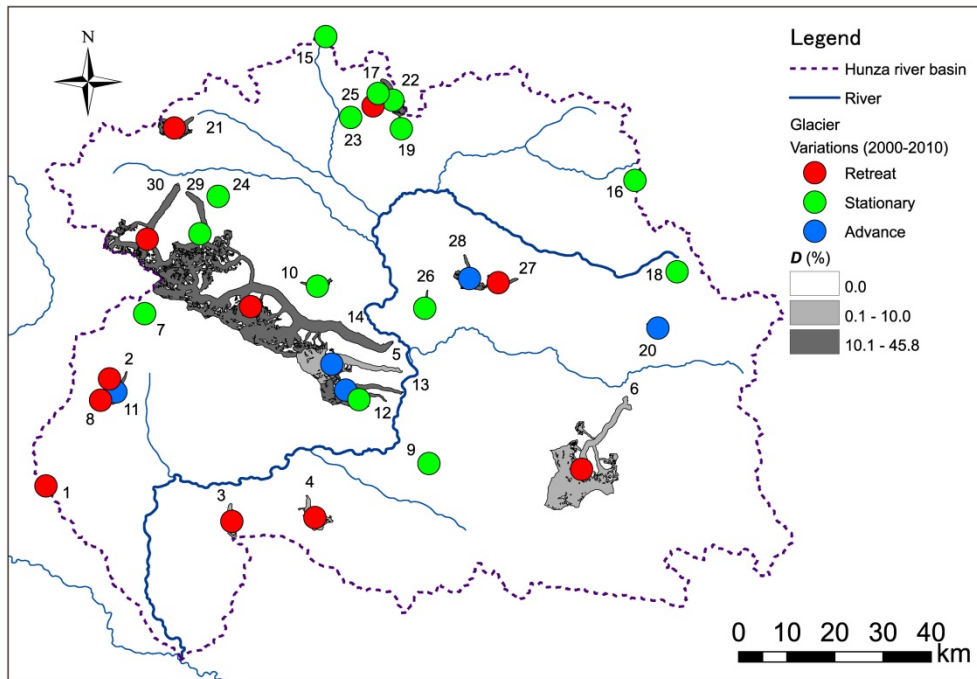 N
15
17
22
25
23
19
21
16
30
29
24
28
27
10
26
18
7
14
5
20
2
13
6
8
11
12
9
1
3
4
Legend
Hunza river basin
River
Glacier
Variations (2000-2010)
Retreat
Stationary
Advance
D (%)
0.0
0.1 - 10.0
10.1 - 45.8
0 10 20 30 40
km